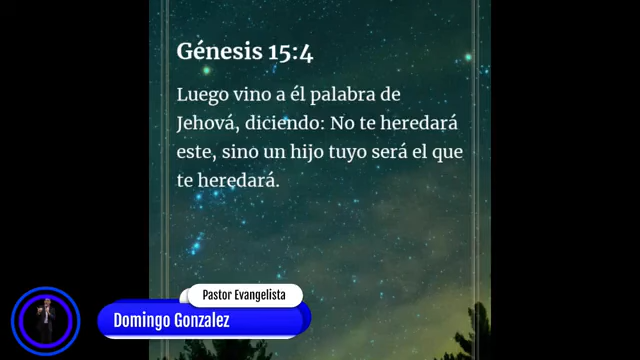 Génesis 15:4
Luego vino a él palabra de
Jehová, diciendo: No te heredará
este, sino un hijo tuyo será el que
te heredará.
Pastor Evangelista
Domingo Gonzalez